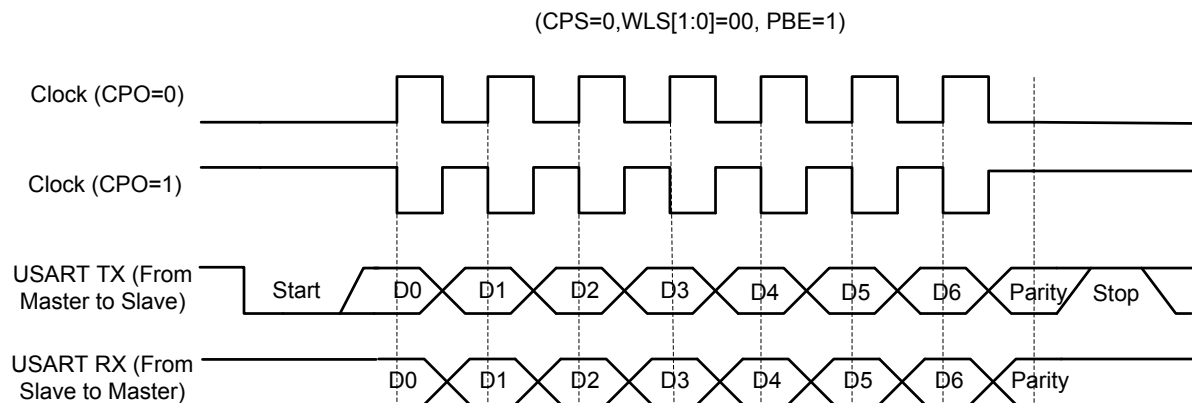 (CPS=0,WLS[1:0]=00, PBE=1)
Clock (CPO=0)
Clock (CPO=1)
USART TX (From
Master to Slave)
Start D0 D1 D2 D3 D4 D5 D6 Parity Stop
USART RX (From
Slave to Master)
D0 D1 D2 D3 D4 D5 D6 Parity